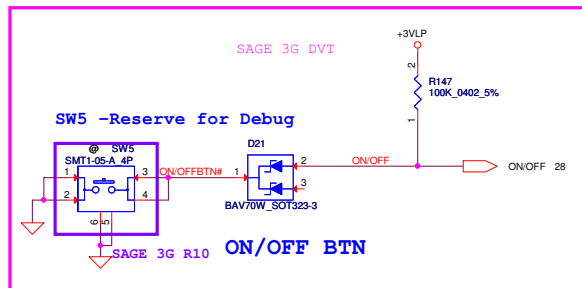 +3VLP
SAGE 3G DVT
2
R147
100K_0402_5%
1
SW5 -Reserve for Debug
@ SW5
SMT1-05-A_4P
D21
1
3
ON/OFFBTN#
1
2
ON/OFF
ON/OFF 28
2
4
3
BAV70W_SOT323-3
6
5
SAGE 3G R10
ON/OFF BTN